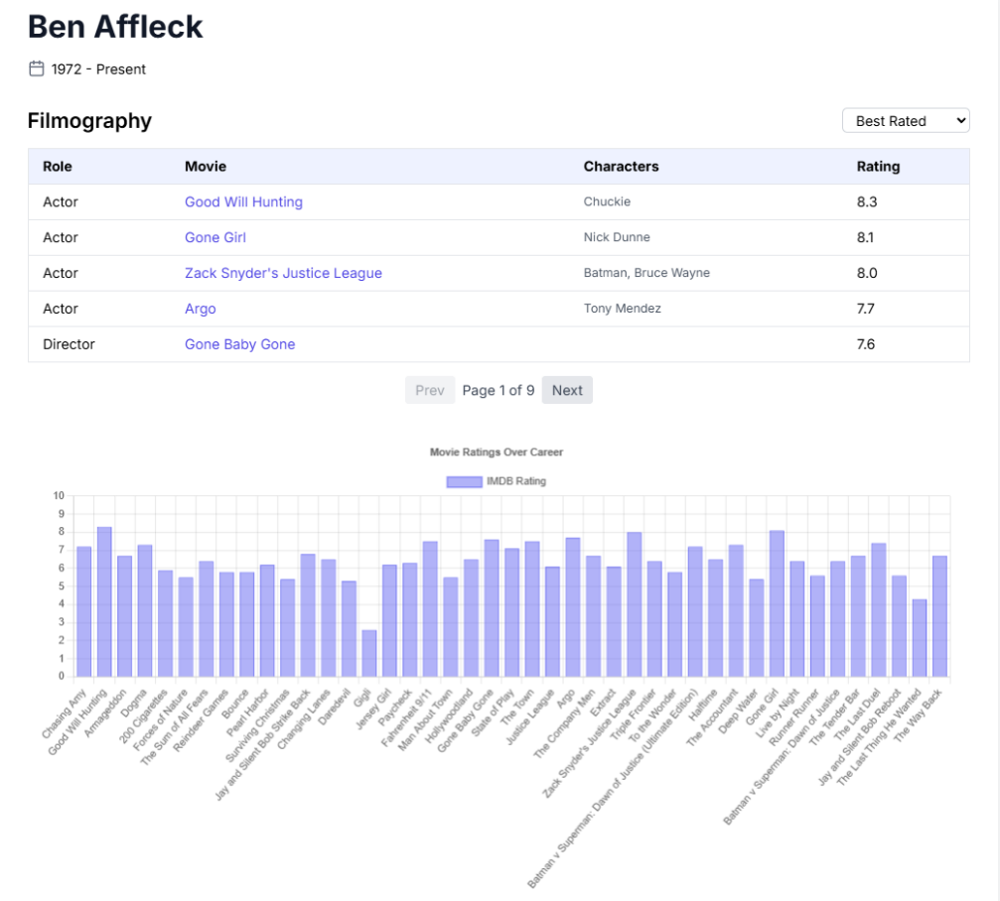 Ben Affleck
1972 - Present
Filmography
Best Rated
Role Movie Characters Rating
Actor Good Will Hunting Chuckie 8.3
Actor Gone Girl Nick Dunne 8.1
Actor Zack Snyder's Justice League Batman, Bruce Wayne 8.0
Actor Argo Tony Mendez 7.7
Director Gone Baby Gone 7.6
Prev Page 1 of 9 Next
Movie Ratings Over Career
IMDB Rating
10
9
8
7
6
5
4
3
2
1
0
Chasing Amy
Good Will Hunting
Armageddon
Dogma
200 Cigarettes
Forces of Nature
The Sum of All Fears
Reindeer Games
Bounce
Pearl Harbor
Surviving Christmas
Jay and Silent Bob Strike Back
Changing Lanes
Daredevil
Gigli
Jersey Girl
Paycheck
Fahrenheit 9/11
Man About Town
Hollywoodland
Gone Baby Gone
State of Play
The Town
Justice League
Argo
The Company Men
Extract
Zack Snyder's Justice League
Triple Frontier
To the Wonder
Batman v Superman: Dawn of Justice (Ultimate Edition)
Halftime
The Accountant
Deep Water
Gone Girl
Live by Night
Runner Runner
Batman v Superman: Dawn of Justice
The Tender Bar
The Last Duel
Jay and Silent Bob Reboot
The Last Thing He Wanted
The Way Back